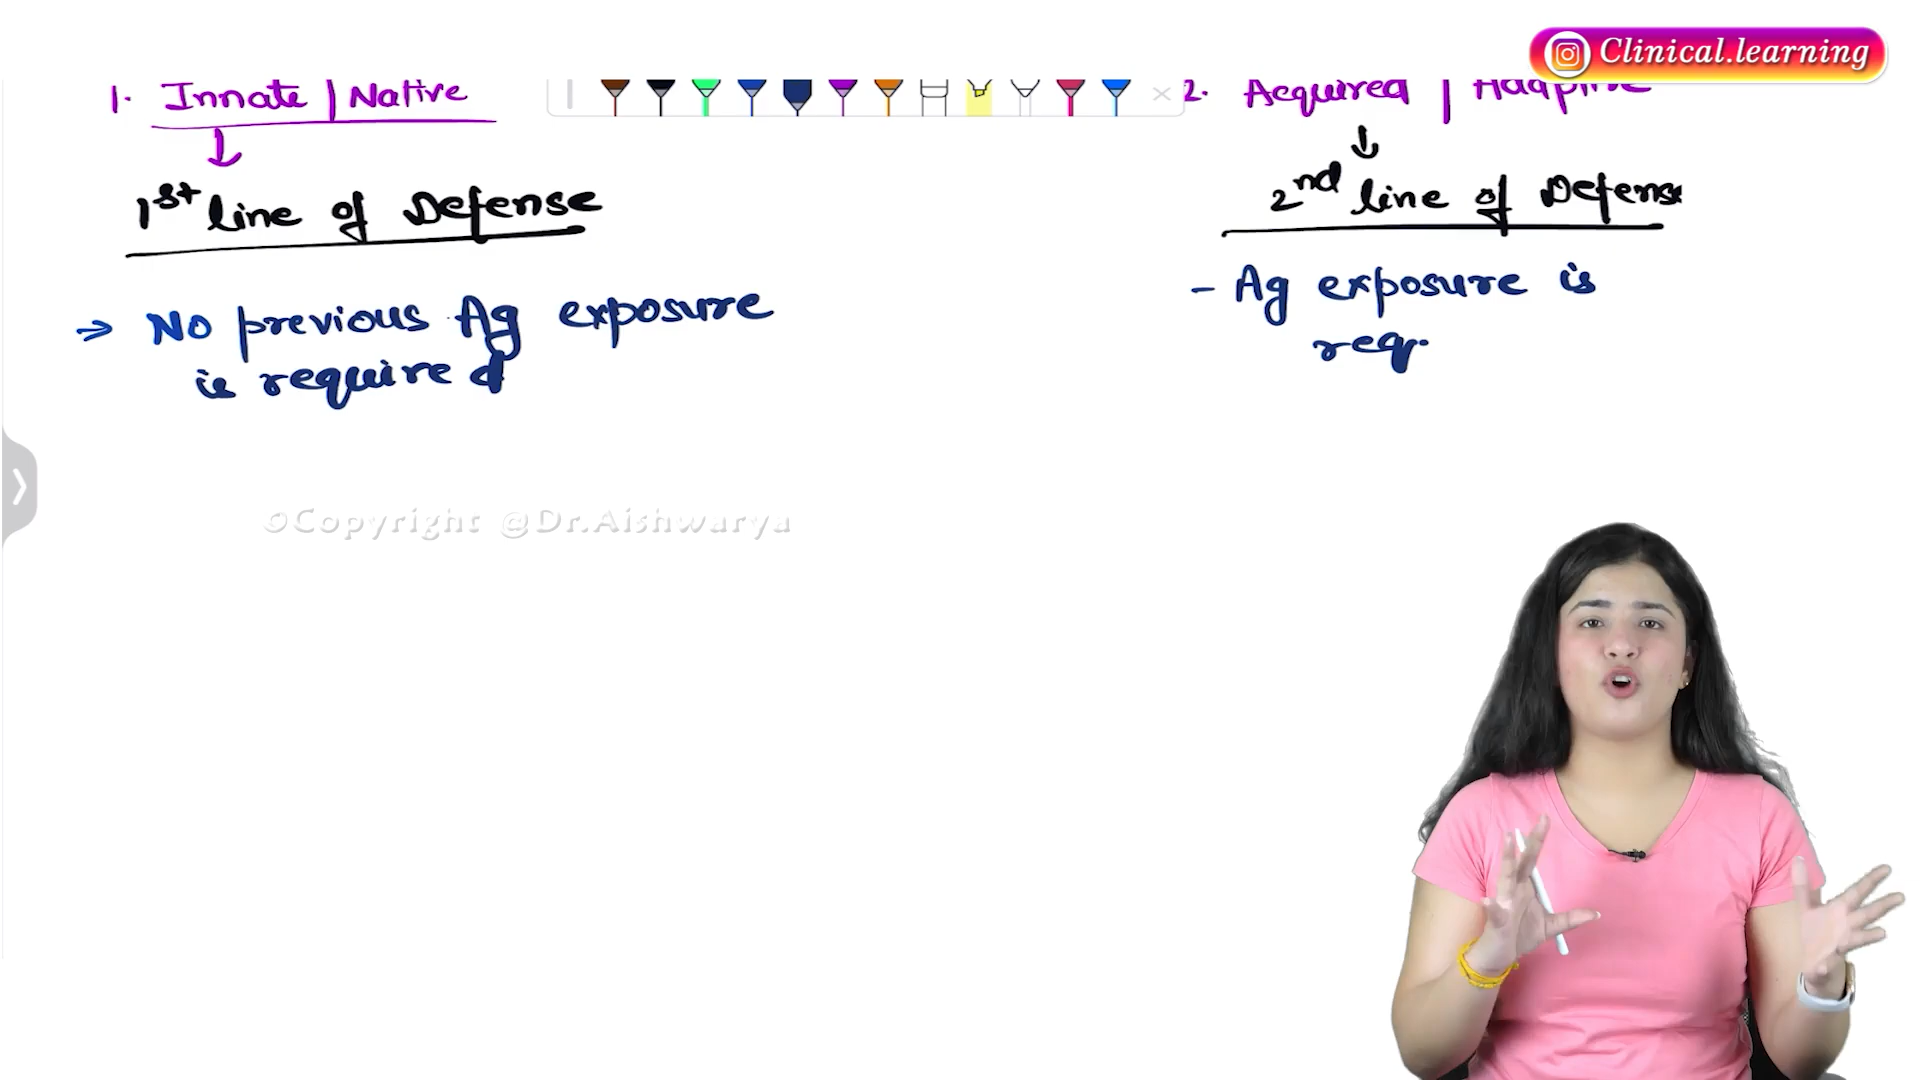 Clinical.learning
1. Innate | Native
2. Acquired | Adaptive
1st line of Defense
2nd line of Defense
→ No previous Ag exposure
is required
- Ag exposure is
req.
©Copyright @Dr.Aishwarya